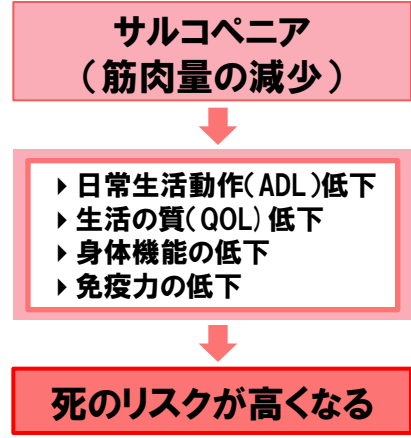 サルコペニア
（筋肉量の減少）
▶日常生活動作（ADL）低下
▶生活の質（QOL）低下
▶身体機能の低下
▶免疫力の低下
死のリスクが高くなる